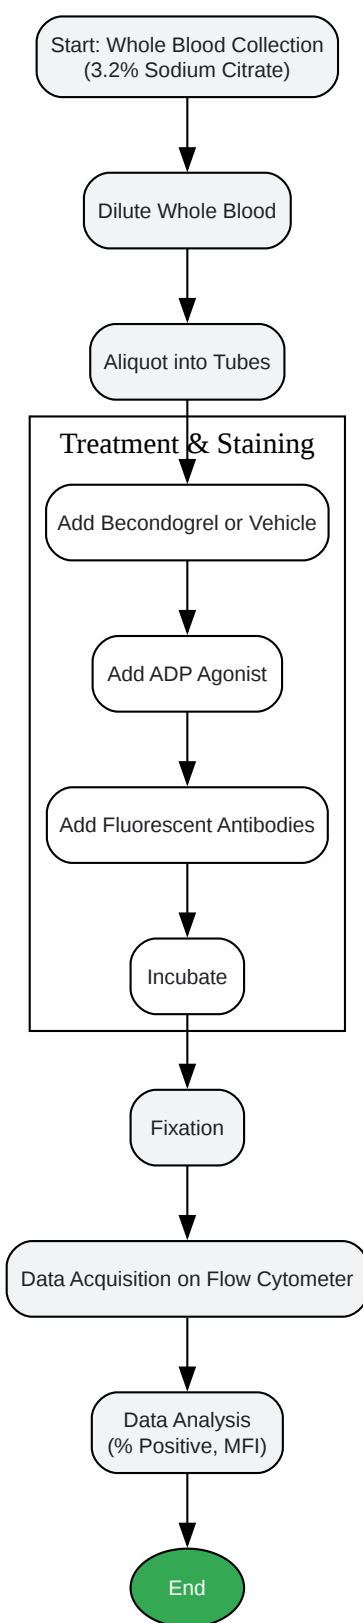 Start: Whole Blood Collection
(3.2% Sodium Citrate)
Dilute Whole Blood
Aliquot into Tubes
Treatment & Staining
Add Becondogrel or Vehicle
Add ADP Agonist
Add Fluorescent Antibodies
Incubate
Fixation
Data Acquisition on Flow Cytometer
Data Analysis
(% Positive, MFI)
End